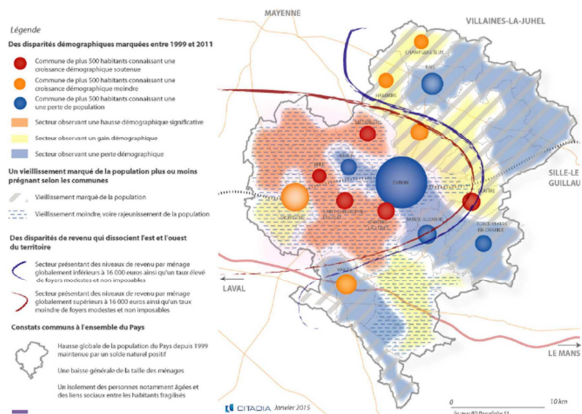 Légende
Des disparités démographiques marquées entre 1999 et 2011
Commune de plus 500 habitants connaissant une
croissance démographique soutenue
Commune de plus 500 habitants connaissant une
croissance démographique moindre
Commune de plus 500 habitants connaissant une
perte de population
Secteur observant une hausse démographique significative
Secteur observant un gain démographique
Secteur observant une perte démographique
Un vieillissement marqué de la population plus ou moins
prégnant selon les communes
Vieillissement marqué de la population
Vieillissement moindre, voire rajeunissement de la population
Des disparités de revenu qui dissocient l'est et l'ouest
du territoire
Secteur présentant des niveaux de revenu par ménage
globalement inférieurs à 16 000 euros ainsi qu'un taux élevé
de foyers modestes et non imposables
Secteur présentant des niveaux de revenu par ménage
globalement supérieurs à 16 000 euros ainsi qu'un taux
moindre de foyers modestes et non imposables
Constats communs à l'ensemble du Pays
Hausse globale de la population du Pays depuis 1999
maintenue par un solde naturel positif
Une baisse générale de la taille des ménages
Un isolement des personnes notamment âgées et
des liens sociaux entre les habitants fragilisés
MAYENNE
VILLAINES-LA-JUHEL
SILLE-LE
GUILLAU
LAVAL
LE MANS
CITADIA Janvier 2015
0
10 km